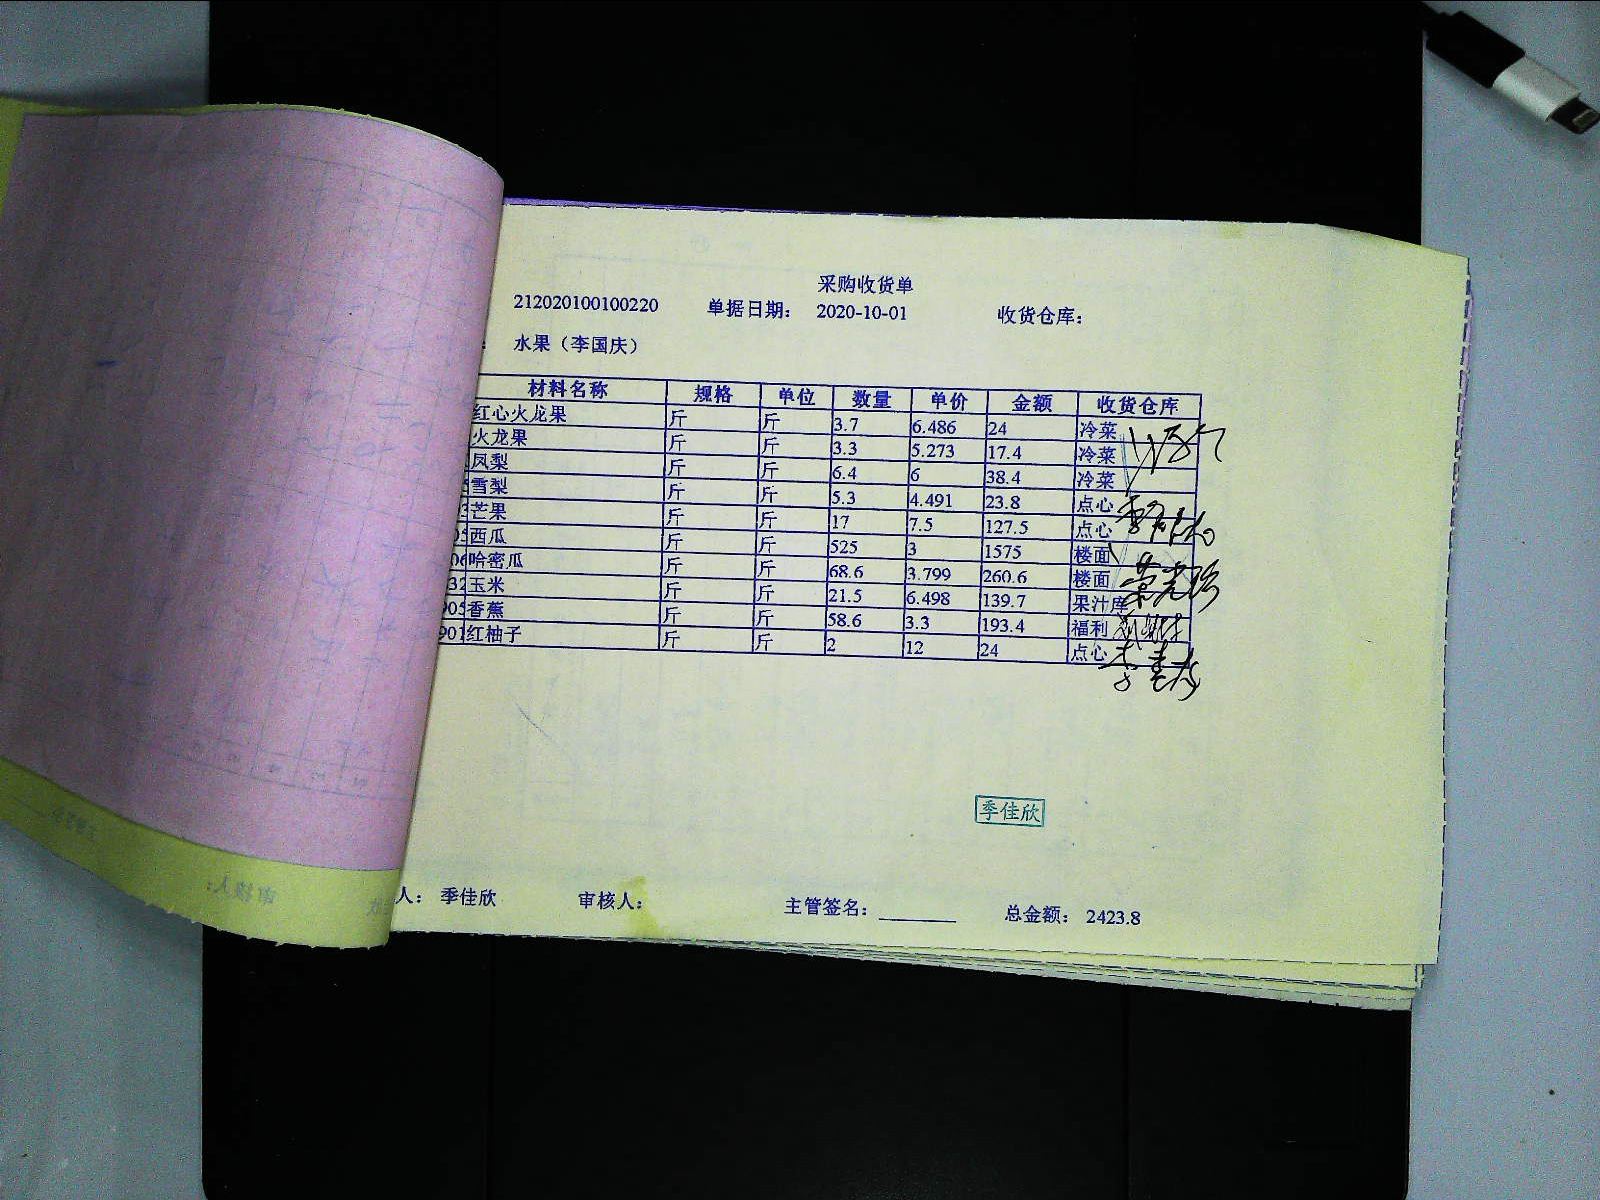 采购收货单
212020100100220 单据日期： 2020-10-01 收货仓库：
： 水果（李国庆）
材料名称 规格 单位 数量 单价 金额 收货仓库
红心火龙果 斤 斤 3.7 6.486 24 冷菜
火龙果 斤 斤 3.3 5.273 17.4 冷菜
凤梨 斤 斤 6.4 6 38.4 冷菜
雪梨 斤 斤 5.3 4.491 23.8 点心
芒果 斤 斤 17 7.5 127.5 点心
西瓜 斤 斤 525 3 1575 楼面
哈密瓜 斤 斤 68.6 3.799 260.6 楼面
玉米 斤 斤 21.5 6.498 139.7 果汁库
香蕉 斤 斤 58.6 3.3 193.4 福利
红柚子 斤 斤 2 12 24 点心
季佳欣
人： 季佳欣 审核人： 主管签名： 总金额： 2423.8